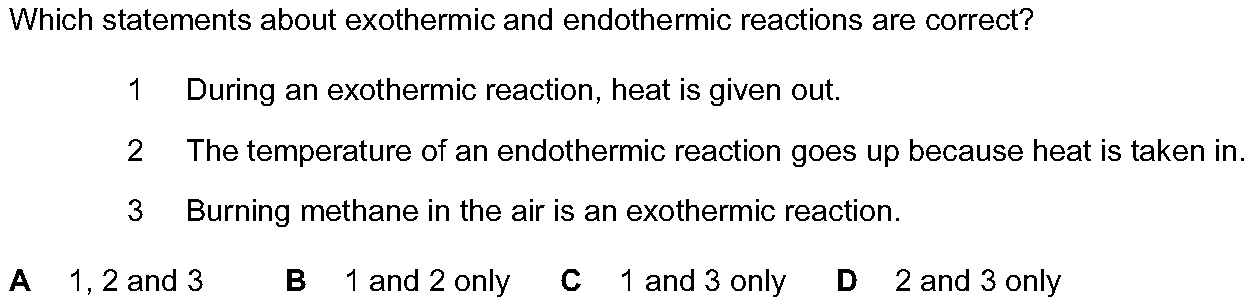 Which statements about exothermic and endothermic reactions are correct?
1 During an exothermic reaction, heat is given out.
2 The temperature of an endothermic reaction goes up because heat is taken in.
3 Burning methane in the air is an exothermic reaction.
A 1, 2 and 3 B 1 and 2 only C 1 and 3 only D 2 and 3 only